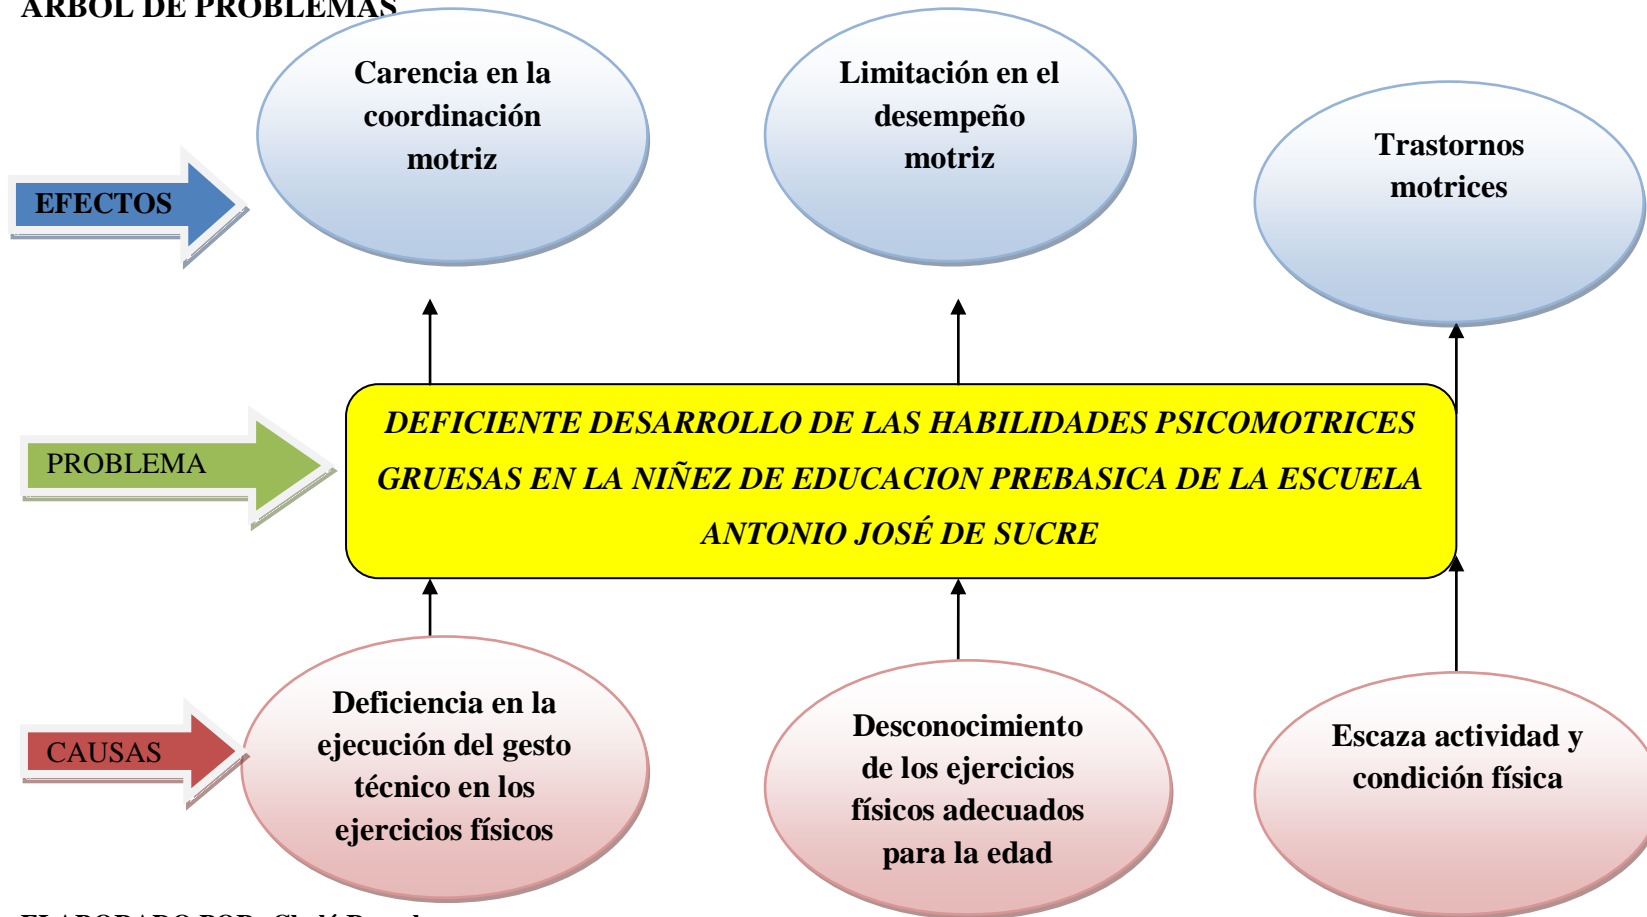 ARBOL DE PROBLEMAS
Carencia en la
coordinación
motriz
Limitación en el
desempeño
motriz
Trastornos
motrices
EFECTOS
PROBLEMA
DEFICIENTE DESARROLLO DE LAS HABILIDADES PSICOMOTRICES
GRUESAS EN LA NIÑEZ DE EDUCACION PREBASICA DE LA ESCUELA
ANTONIO JOSÉ DE SUCRE
CAUSAS
Deficiencia en la
ejecución del gesto
técnico en los
ejercicios físicos
Desconocimiento
de los ejercicios
físicos adecuados
para la edad
Escaza actividad y
condición física
ELABORADO POR: